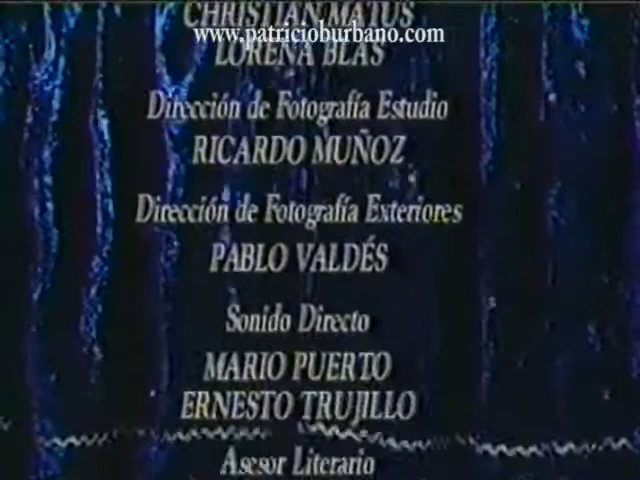 CHRISTIAN MATUS
www.patricioburbano.com
LORENA BLAS
Dirección de Fotografía Estudio
RICARDO MUÑOZ
Dirección de Fotografía Exteriores
PABLO VALDÉS
Sonido Directo
MARIO PUERTO
ERNESTO TRUJILLO
Asesor Literario